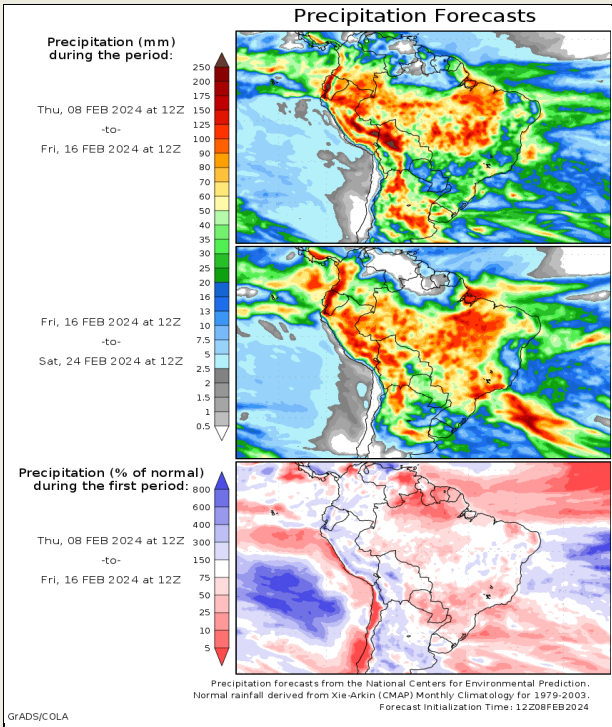 Precipitation Forecasts
Precipitation (mm)
during the period:
Thu, 08 FEB 2024 at 12Z
-to-
Fri, 16 FEB 2024 at 12Z
250
200
175
150
125
100
90
80
70
60
50
40
35
30
25
20
16
13
10
7.5
5
2.5
2
1.5
1
0.5
Fri, 16 FEB 2024 at 12Z
-to-
Sat, 24 FEB 2024 at 12Z
Precipitation (% of normal)
during the first period:
Thu, 08 FEB 2024 at 12Z
-to-
Fri, 16 FEB 2024 at 12Z
800
600
400
300
150
75
50
25
10
5
Precipitation forecasts from the National Centers for Environmental Prediction.
Normal rainfall derived from Xie-Arkin (CMAP) Monthly Climatology for 1979-2003.
Forecast Initialization Time: 12Z08FEB2024
GrADS/COLA